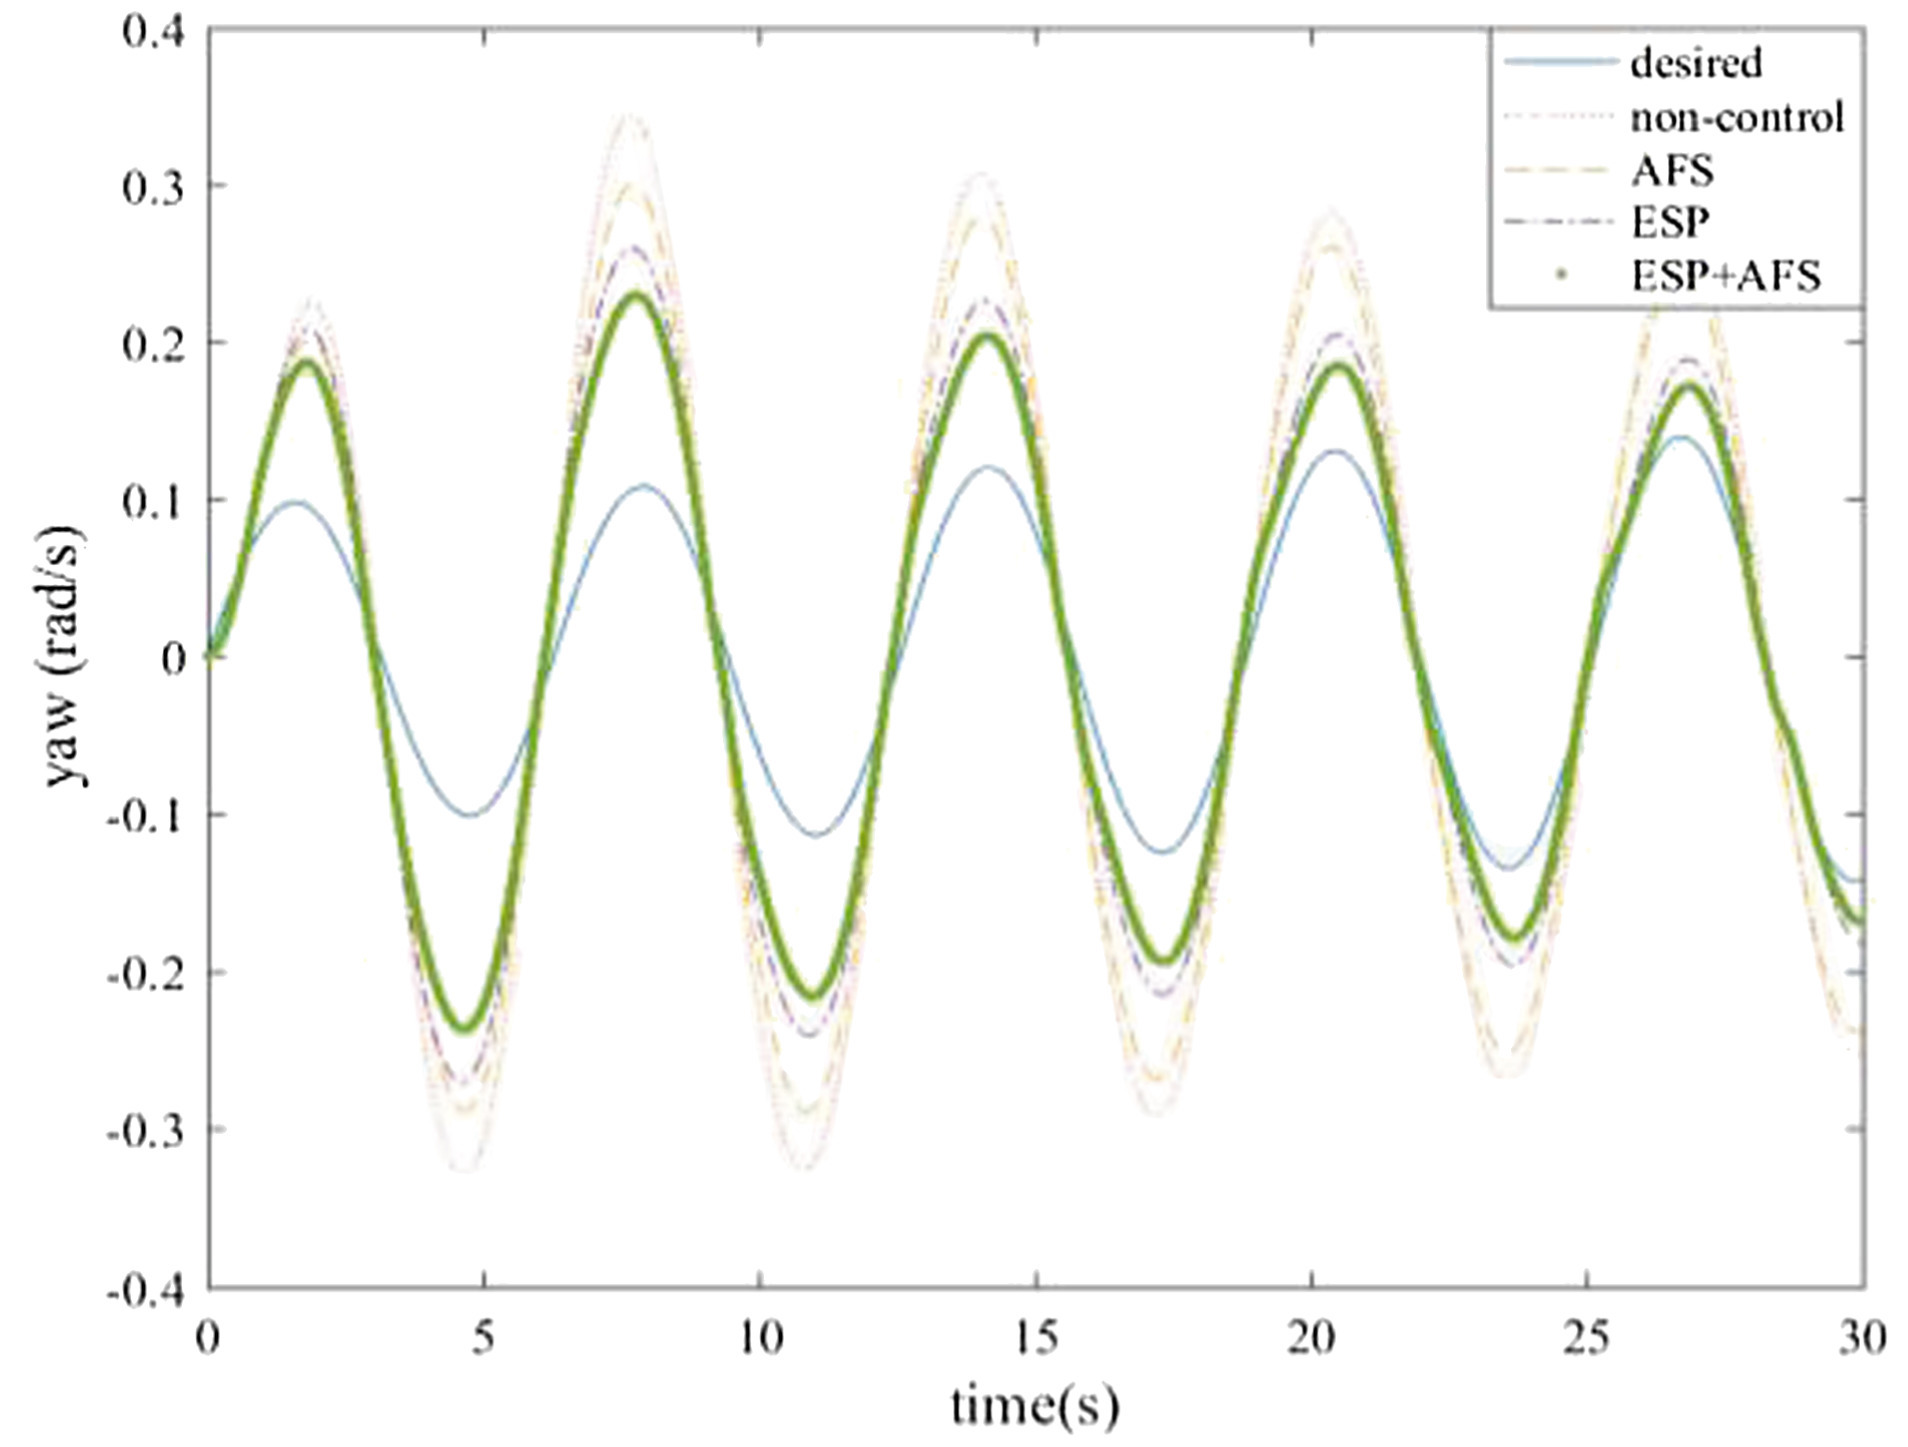 0.4
0.3
0.2
0.1
0
-0.1
-0.2
-0.3
-0.4
yaw (rad/s)
0 5 10 15 20 25 30
time(s)
desired
non-control
AFS
ESP
ESP+AFS